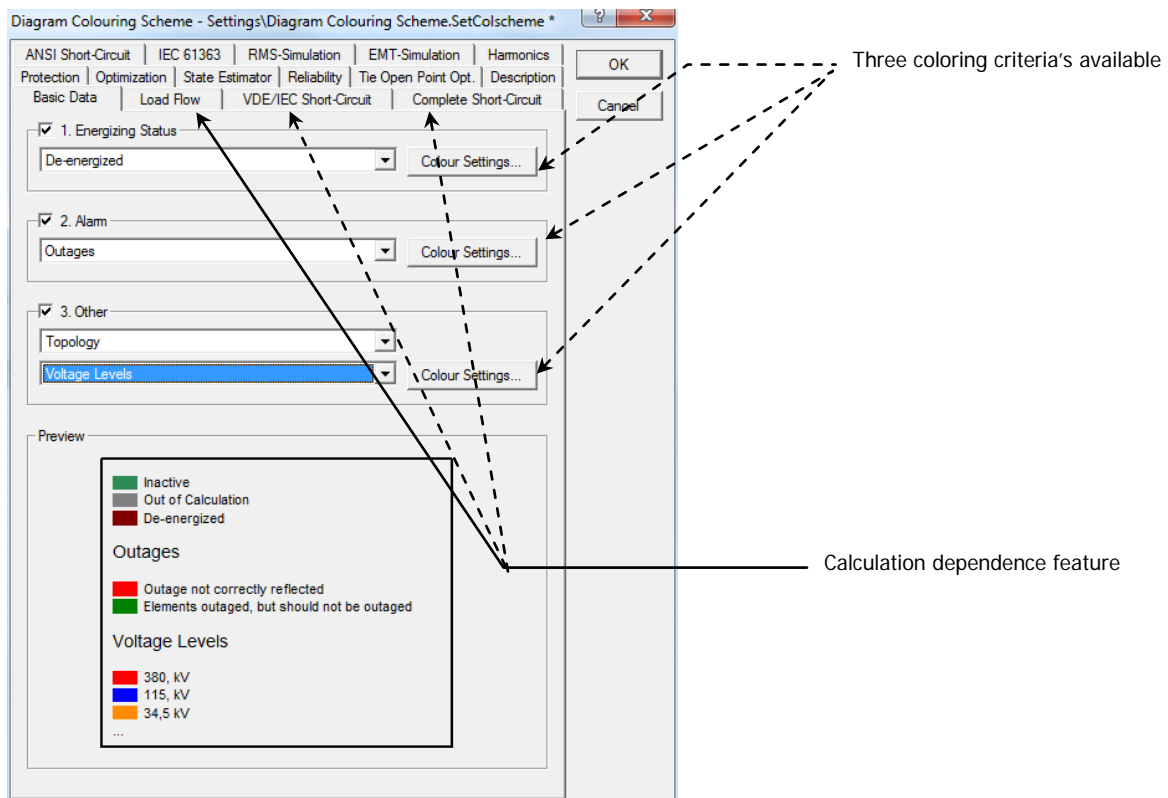 Diagram Colouring Scheme - Settings\Diagram Colouring Scheme.SetColscheme *
ANSI Short-Circuit IEC 61363 RMS-Simulation EMT-Simulation Harmonics
Protection Optimization State Estimator Reliability Tie Open Point Opt. Description
Basic Data Load Flow VDE/IEC Short-Circuit Complete Short-Circuit
OK
Cancel
1. Energizing Status
De-energized Colour Settings...
2. Alarm
Outages Colour Settings...
3. Other
Topology
Voltage Levels Colour Settings...
Preview
Inactive
Out of Calculation
De-energized
Outages
Outage not correctly reflected
Elements outaged, but should not be outaged
Voltage Levels
380, kV
115, kV
34,5 kV
...
Three coloring criteria's available
Calculation dependence feature